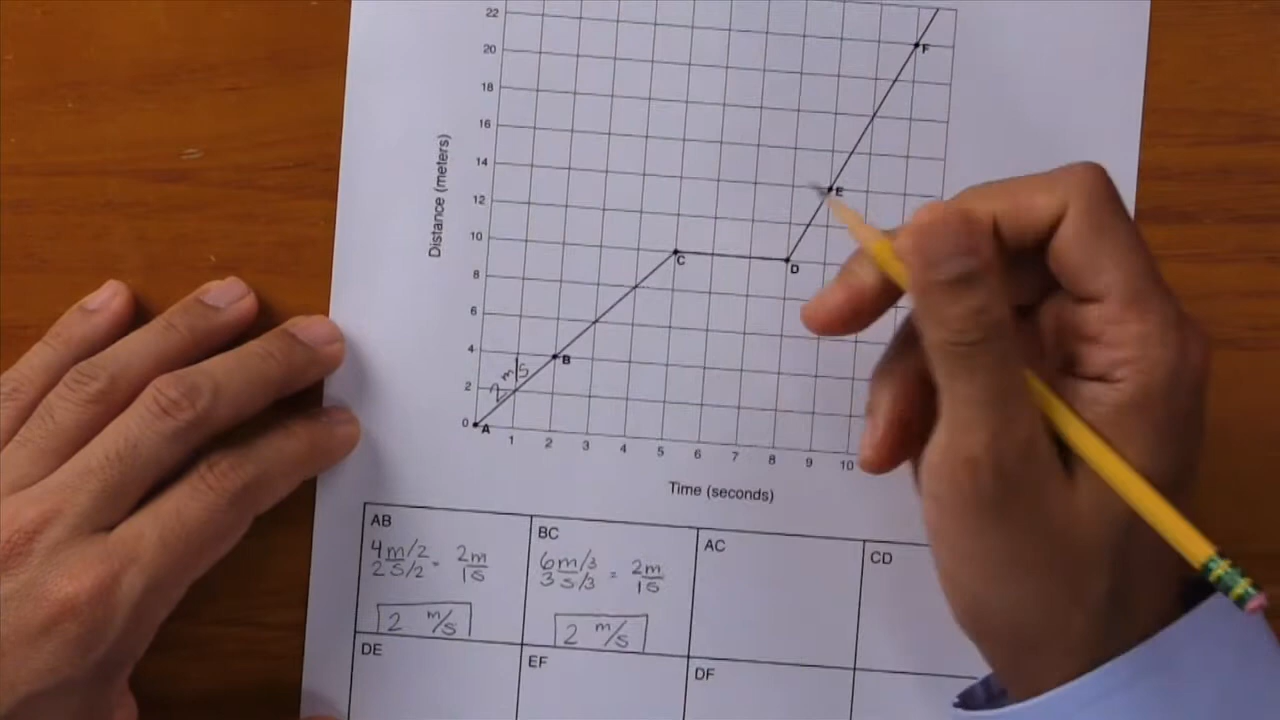 22
20
18
16
14
12
10
8
6
4
2
0
Distance (meters)
F
E
C
D
B
A
2 m/s
1 2 3 4 5 6 7 8 9 10
Time (seconds)
AB
4m/2 = 2m
2s/2 1s
2 m/s
BC
6m/3 = 2m
3s/3 1s
2 m/s
AC
CD
DE
EF
DF